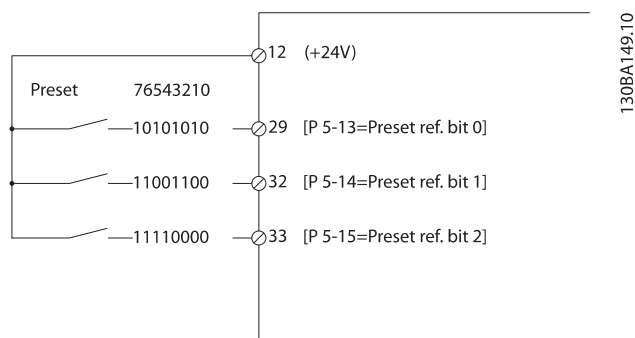 12 (+24V)
Preset 76543210
10101010 29 [P 5-13=Preset ref. bit 0]
11001100 32 [P 5-14=Preset ref. bit 1]
11110000 33 [P 5-15=Preset ref. bit 2]
130BA149.10